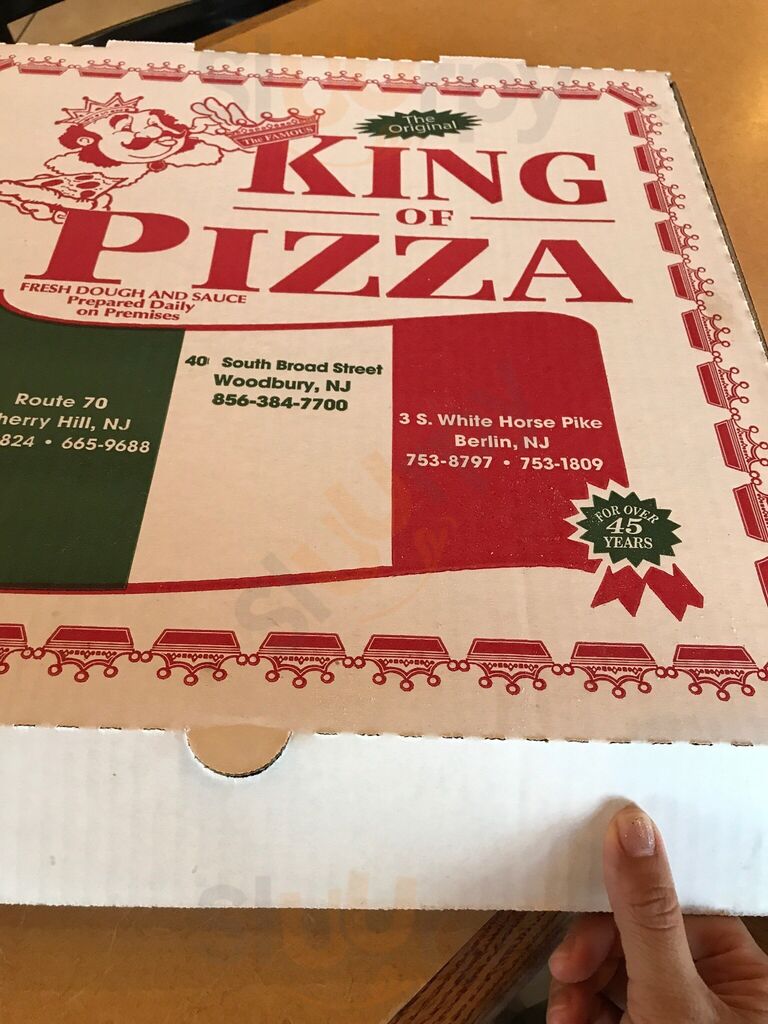 The
Original
The FAMOUS
KING
OF
PIZZA
FRESH DOUGH AND SAUCE
Prepared Daily
on Premises
Route 70
herry Hill, NJ
824 • 665-9688
40 South Broad Street
Woodbury, NJ
856-384-7700
3 S. White Horse Pike
Berlin, NJ
753-8797 • 753-1809
FOR OVER
45
YEARS